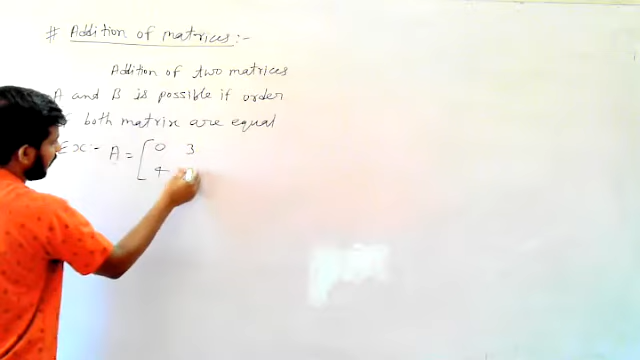 # Addition of matrices :-
Addition of two matrices
A and B is possible if order
both matrix are equal
Ex - A = [ 0 3
4